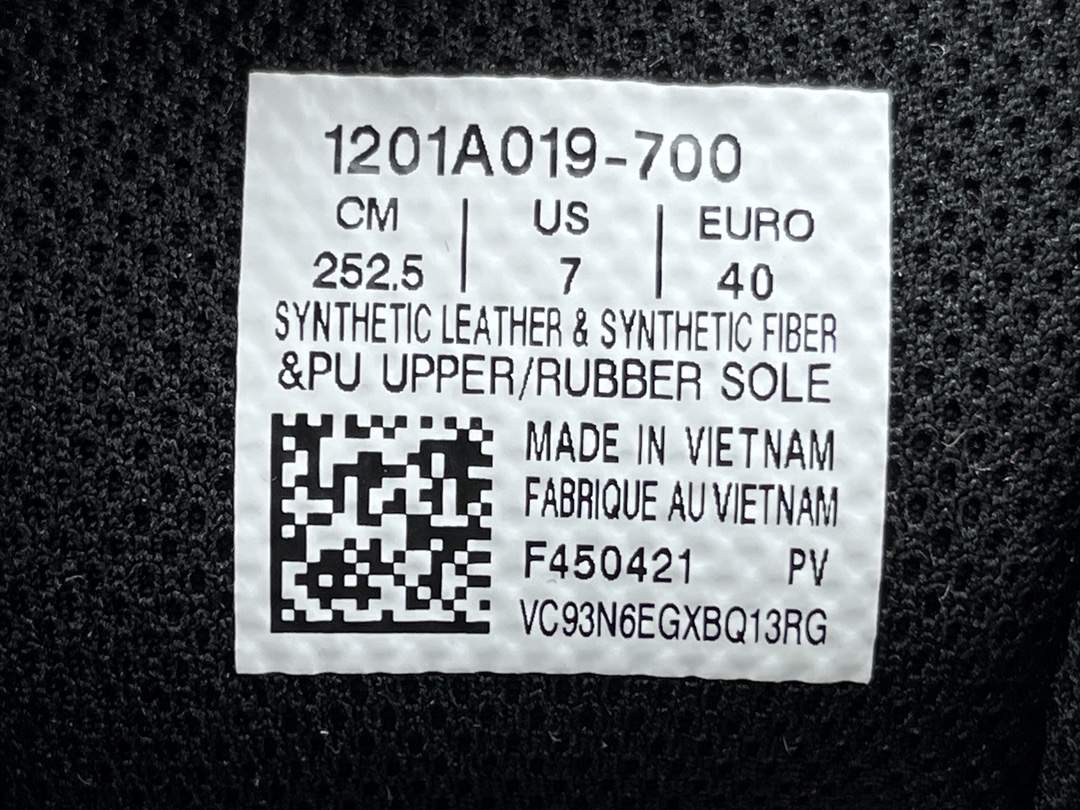 1201A019-700
CM | US | EURO
252.5 | 7 | 40
SYNTHETIC LEATHER & SYNTHETIC FIBER
&PU UPPER/RUBBER SOLE
MADE IN VIETNAM
FABRIQUE AU VIETNAM
F450421 PV
VC93N6EGXBQ13RG